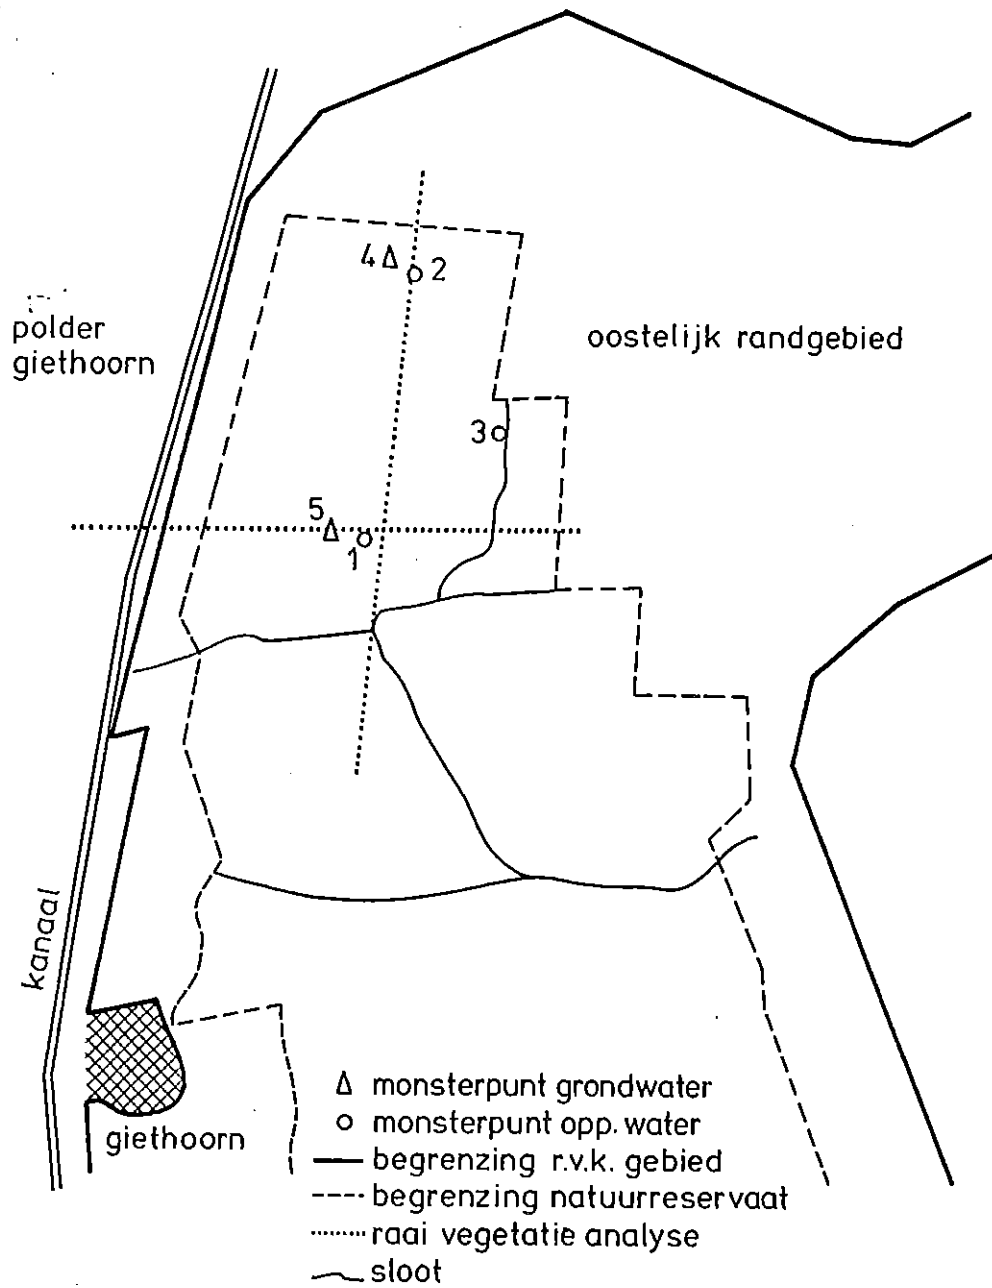 4 2
polder
giethoorn
oostelijk randgebied
3
5
1
kanaal
giethoorn
monsterpunt grondwater
monsterpunt opp. water
begrenzing r.v.k. gebied
begrenzing natuurreservaat
raai vegetatie analyse
sloot